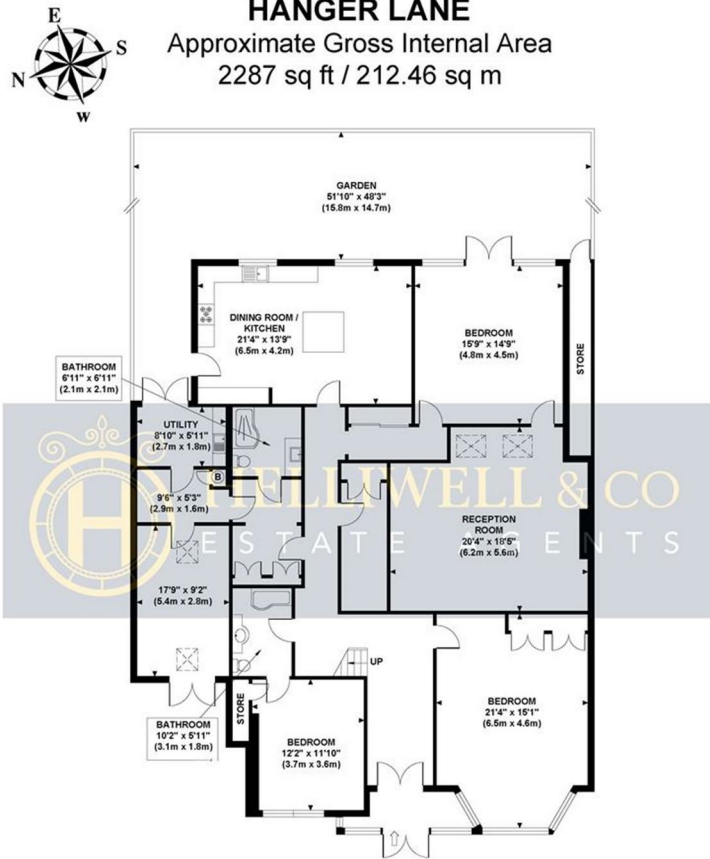 HANGER LANE
Approximate Gross Internal Area
2287 sq ft / 212.46 sq m
E
S
N
W
GARDEN
51'10" x 48'3"
(15.8m x 14.7m)
DINING ROOM /
KITCHEN
21'4" x 13'9"
(6.5m x 4.2m)
BEDROOM
15'9" x 14'9"
(4.8m x 4.5m)
STORE
BATHROOM
6'11" x 6'11"
(2.1m x 2.1m)
UTILITY
8'10" x 5'11"
(2.7m x 1.8m)
B
9'6" x 5'3"
(2.9m x 1.6m)
H
HELLIWELL & CO
ESTATE AGENTS
RECEPTION
ROOM
20'4" x 18'5"
(6.2m x 5.6m)
17'9" x 9'2"
(5.4m x 2.8m)
UP
STORE
BATHROOM
10'2" x 5'11"
(3.1m x 1.8m)
BEDROOM
12'2" x 11'10"
(3.7m x 3.6m)
BEDROOM
21'4" x 15'1"
(6.5m x 4.6m)